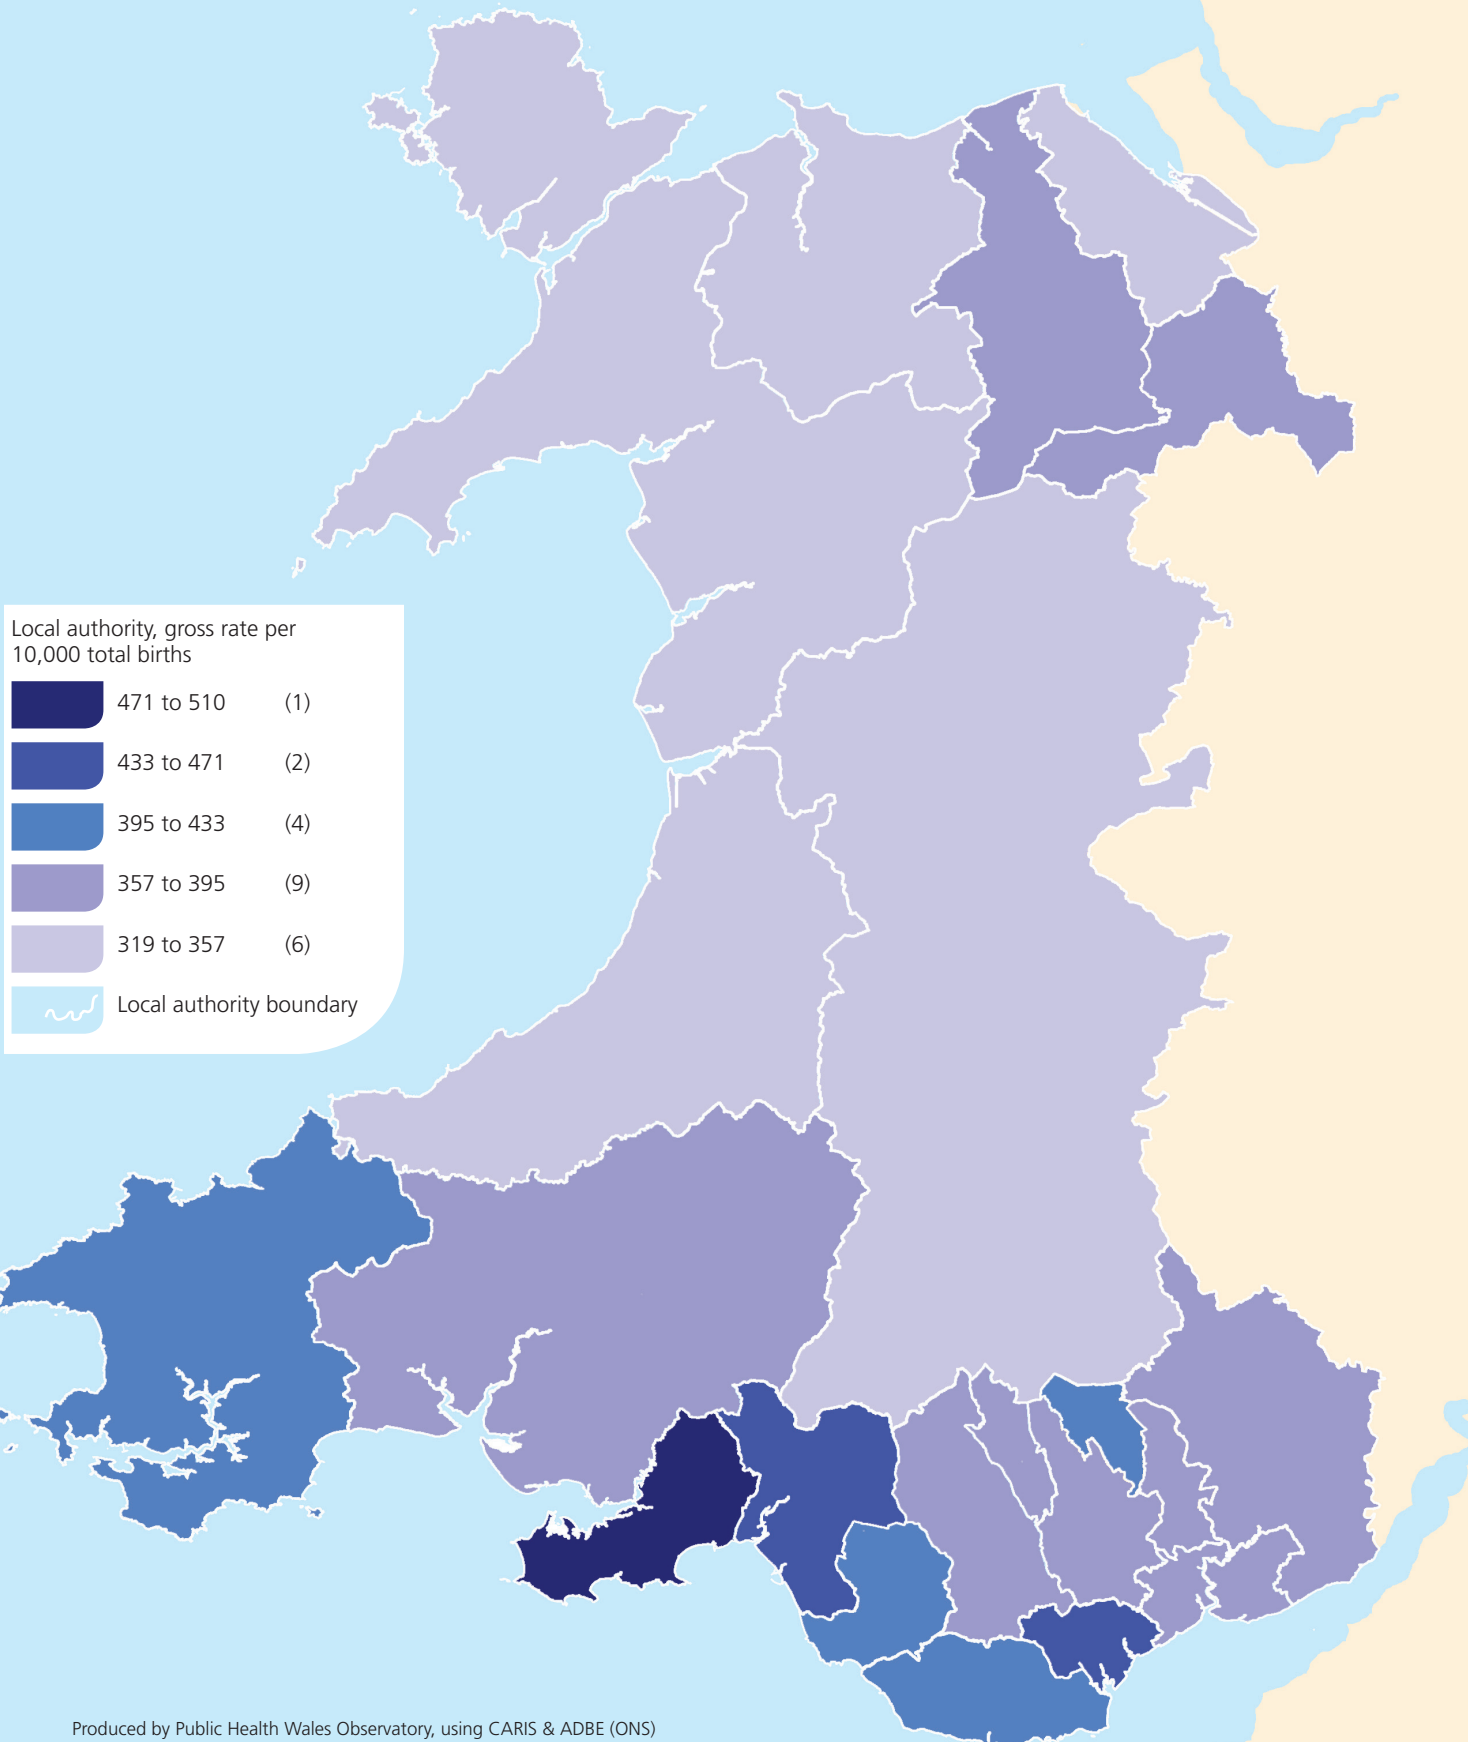 Local authority, gross rate per
10,000 total births
471 to 510 (1)
433 to 471 (2)
395 to 433 (4)
357 to 395 (9)
319 to 357 (6)
Local authority boundary
Produced by Public Health Wales Observatory, using CARIS & ADBE (ONS)